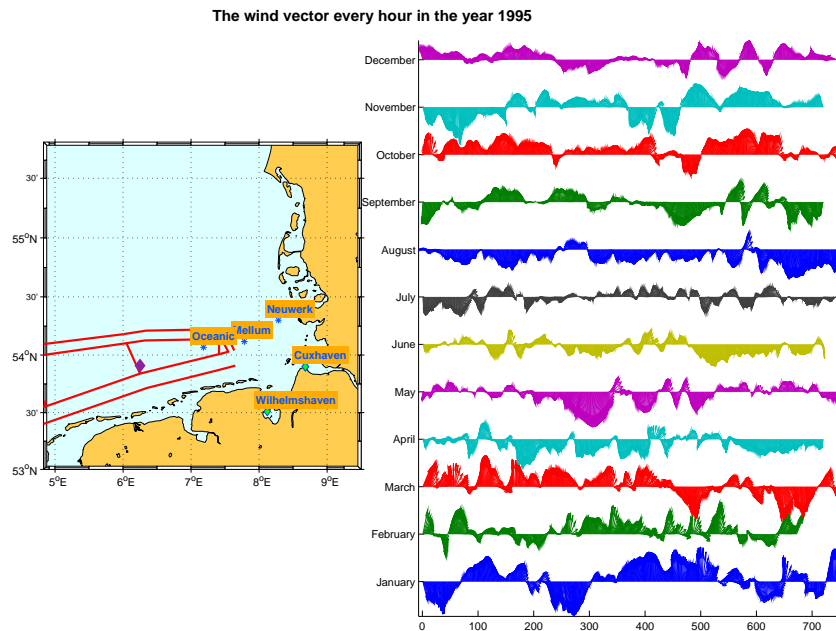 The wind vector every hour in the year 1995
December
November
October
September
August
July
June
May
April
March
February
January
0 100 200 300 400 500 600 700
30'
55°N
30'
54°N
30'
53°N
5°E 6°E 7°E 8°E 9°E
Neuwerk
Mellum
Oceanic
Cuxhaven
Wilhelmshaven